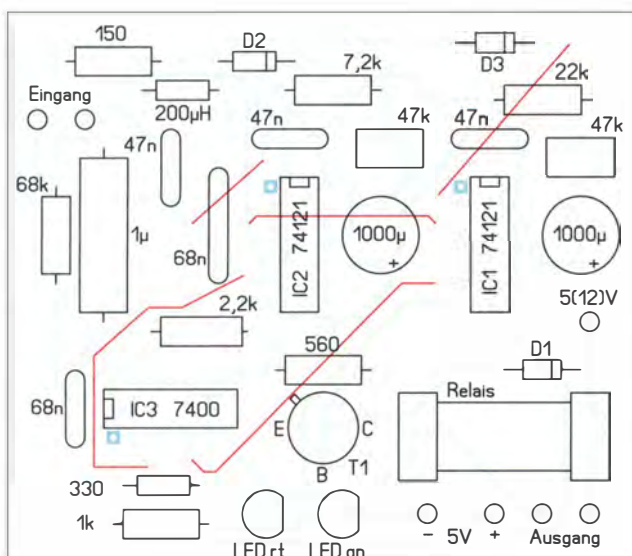 150
D2
D3
7,2k
22k
Eingang
200µH
47n
47n
47k
47n
47k
68k
1µ
68n
IC2 74121
1000µ
+
IC1 74121
1000µ
+
5(12)V
2,2k
560
D1
Relais
68n
IC3 7400
E
C
B
T1
330
1k
LED rt
LED gn
- 5V +
Ausgang